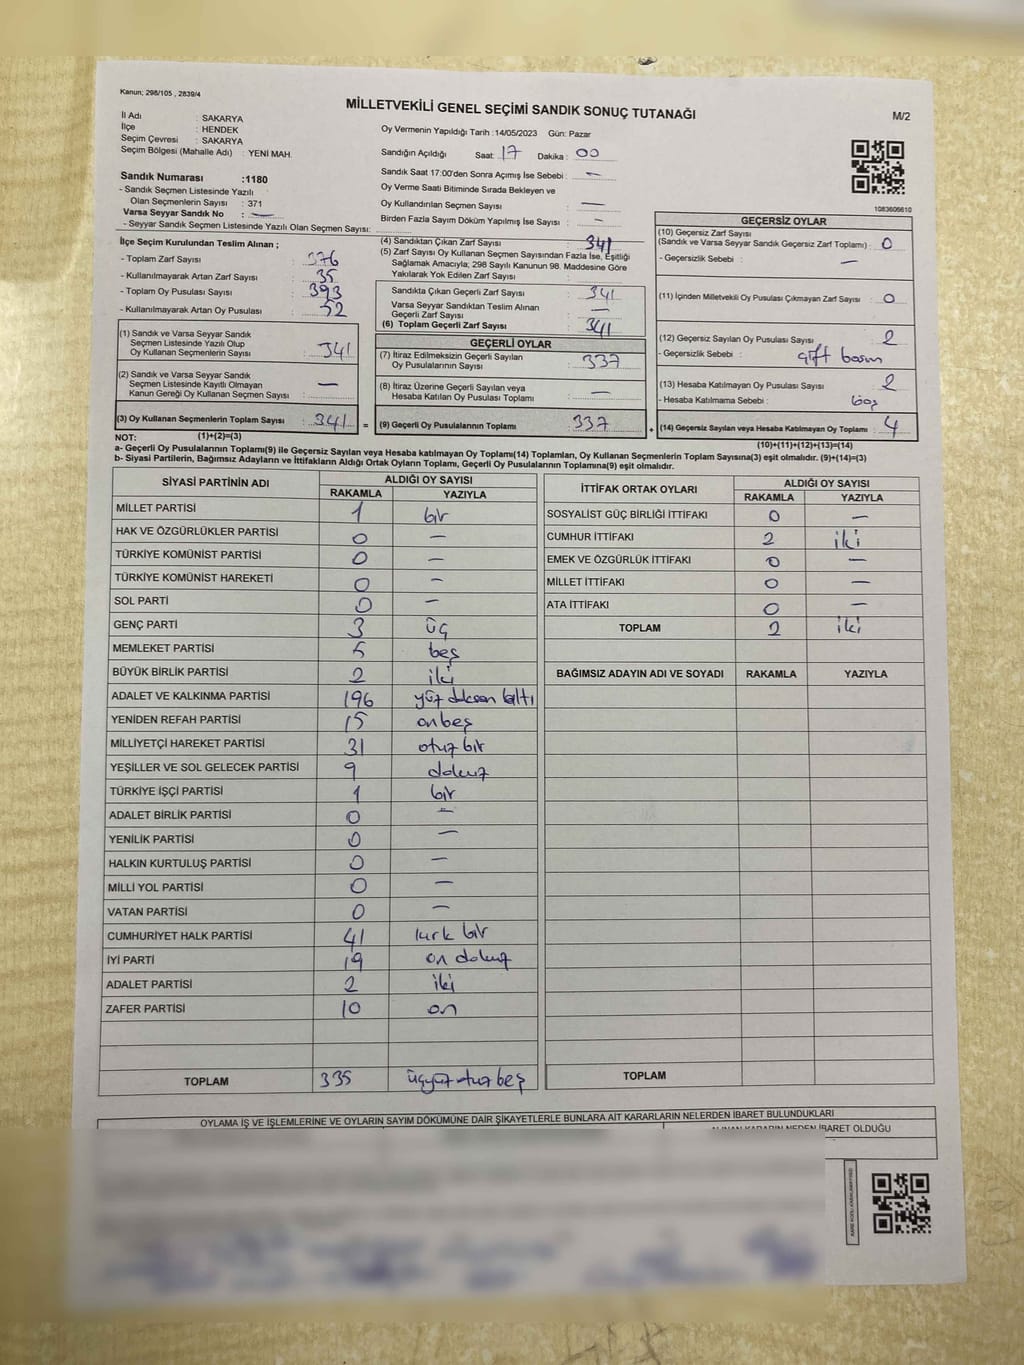 Kanun; 298/105 , 2839/4
MİLLETVEKİLİ GENEL SEÇİMİ SANDIK SONUÇ TUTANAĞI
M/2
İl Adı : SAKARYA
İlçe : HENDEK
Seçim Çevresi : SAKARYA
Seçim Bölgesi (Mahalle Adı) : YENİ MAH.
Sandık Numarası :1180
- Sandık Seçmen Listesinde Yazılı
Olan Seçmenlerin Sayısı : 371
Varsa Seyyar Sandık No : —
- Seyyar Sandık Seçmen Listesinde Yazılı Olan Seçmen Sayısı:
Oy Vermenin Yapıldığı Tarih :14/05/2023 Gün: Pazar
Sandığın Açıldığı Saat: 17 Dakika : 00
Sandık Saat 17:00'den Sonra Açılmış İse Sebebi : —
Oy Verme Saati Bitiminde Sırada Bekleyen ve
Oy Kullandırılan Seçmen Sayısı —
Birden Fazla Sayım Döküm Yapılmış İse Sayısı : —
1083606610
İlçe Seçim Kurulundan Teslim Alınan ;
- Toplam Zarf Sayısı : 376
- Kullanılmayarak Artan Zarf Sayısı : 35
- Toplam Oy Pusulası Sayısı : 393
- Kullanılmayarak Artan Oy Pusulası : 52
(1) Sandık ve Varsa Seyyar Sandık
Seçmen Listesinde Yazılı Olup
Oy Kullanan Seçmenlerin Sayısı : 341
(2) Sandık ve Varsa Seyyar Sandık
Seçmen Listesinde Kayıtlı Olmayan
Kanun Gereği Oy Kullanan Seçmen Sayısı : —
(3) Oy Kullanan Seçmenlerin Toplam Sayısı : 341 =
(4) Sandıktan Çıkan Zarf Sayısı : 341
(5) Zarf Sayısı Oy Kullanan Seçmen Sayısından Fazla İse, Eşitliği
Sağlamak Amacıyla; 298 Sayılı Kanunun 98. Maddesine Göre
Yakılarak Yok Edilen Zarf Sayısı :
Sandıkta Çıkan Geçerli Zarf Sayısı : 341
Varsa Seyyar Sandıktan Teslim Alınan
Geçerli Zarf Sayısı : —
(6) Toplam Geçerli Zarf Sayısı : 341
GEÇERLİ OYLAR
(7) İtiraz Edilmeksizin Geçerli Sayılan
Oy Pusulalarının Sayısı : 337
(8) İtiraz Üzerine Geçerli Sayılan veya
Hesaba Katılan Oy Pusulası Toplamı : —
(9) Geçerli Oy Pusulalarının Toplamı : 337 +
GEÇERSİZ OYLAR
(10) Geçersiz Zarf Sayısı
(Sandık ve Varsa Seyyar Sandık Geçersiz Zarf Toplamı) : 0
- Geçersizlik Sebebi : —
(11) İçinden Milletvekili Oy Pusulası Çıkmayan Zarf Sayısı : 0
(12) Geçersiz Sayılan Oy Pusulası Sayısı : 2
- Geçersizlik Sebebi : çift basım
(13) Hesaba Katılmayan Oy Pusulası Sayısı : 2
- Hesaba Katılmama Sebebi : boş
(14) Geçersiz Sayılan veya Hesaba Katılmayan Oy Toplamı : 4
NOT: (1)+(2)=(3)
(10)+(11)+(12)+(13)=(14)
a- Geçerli Oy Pusulalarının Toplamı(9) ile Geçersiz Sayılan veya Hesaba katılmayan Oy Toplamı(14) Toplamları, Oy Kullanan Seçmenlerin Toplam Sayısına(3) eşit olmalıdır. (9)+(14)=(3)
b- Siyasi Partilerin, Bağımsız Adayların ve İttifakların Aldığı Ortak Oyların Toplamı, Geçerli Oy Pusulalarının Toplamına(9) eşit olmalıdır.
SİYASİ PARTİNİN ADI ALDIĞI OY SAYISI
RAKAMLA YAZIYLA
MİLLET PARTİSİ 1 bir
HAK VE ÖZGÜRLÜKLER PARTİSİ 0 —
TÜRKİYE KOMÜNİST PARTİSİ 0 —
TÜRKİYE KOMÜNİST HAREKETİ 0 —
SOL PARTİ 0 —
GENÇ PARTİ 3 üç
MEMLEKET PARTİSİ 5 beş
BÜYÜK BİRLİK PARTİSİ 2 iki
ADALET VE KALKINMA PARTİSİ 196 yüz doksan altı
YENİDEN REFAH PARTİSİ 15 onbeş
MİLLİYETÇİ HAREKET PARTİSİ 31 otuz bir
YEŞİLLER VE SOL GELECEK PARTİSİ 9 dokuz
TÜRKİYE İŞÇİ PARTİSİ 1 bir
ADALET BİRLİK PARTİSİ 0 —
YENİLİK PARTİSİ 0 —
HALKIN KURTULUŞ PARTİSİ 0 —
MİLLİ YOL PARTİSİ 0 —
VATAN PARTİSİ 0 —
CUMHURİYET HALK PARTİSİ 41 kırk bir
İYİ PARTİ 19 on dokuz
ADALET PARTİSİ 2 iki
ZAFER PARTİSİ 10 on
TOPLAM 335 üçyüz otuz beş
İTTİFAK ORTAK OYLARI ALDIĞI OY SAYISI
RAKAMLA YAZIYLA
SOSYALİST GÜÇ BİRLİĞİ İTTİFAKI 0 —
CUMHUR İTTİFAKI 2 iki
EMEK VE ÖZGÜRLÜK İTTİFAKI 0 —
MİLLET İTTİFAKI 0 —
ATA İTTİFAKI 0 —
TOPLAM 2 iki
BAĞIMSIZ ADAYIN ADI VE SOYADI RAKAMLA YAZIYLA
TOPLAM
OYLAMA İŞ VE İŞLEMLERİNE VE OYLARIN SAYIM DÖKÜMÜNE DAİR ŞİKAYETLERLE BUNLARA AİT KARARLARIN NELERDEN İBARET BULUNDUKLARI
ALINAN KARARIN NEDEN İBARET OLDUĞU